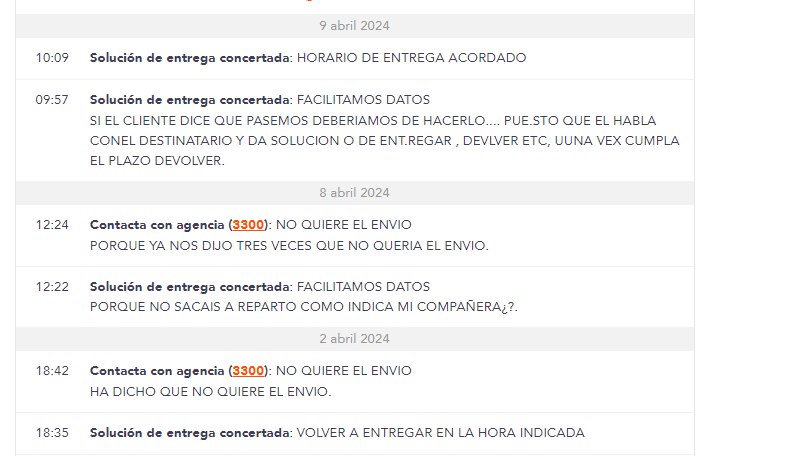 9 abril 2024
10:09 Solución de entrega concertada: HORARIO DE ENTREGA ACORDADO
09:57 Solución de entrega concertada: FACILITAMOS DATOS
SI EL CLIENTE DICE QUE PASEMOS DEBERIAMOS DE HACERLO.... PUE.STO QUE EL HABLA
CONEL DESTINATARIO Y DA SOLUCION O DE ENT.REGAR , DEVLVER ETC, UUNA VEX CUMPLA
EL PLAZO DEVOLVER.
8 abril 2024
12:24 Contacta con agencia (3300): NO QUIERE EL ENVIO
PORQUE YA NOS DIJO TRES VECES QUE NO QUERIA EL ENVIO.
12:22 Solución de entrega concertada: FACILITAMOS DATOS
PORQUE NO SACAIS A REPARTO COMO INDICA MI COMPAÑERA¿?.
2 abril 2024
18:42 Contacta con agencia (3300): NO QUIERE EL ENVIO
HA DICHO QUE NO QUIERE EL ENVIO.
18:35 Solución de entrega concertada: VOLVER A ENTREGAR EN LA HORA INDICADA